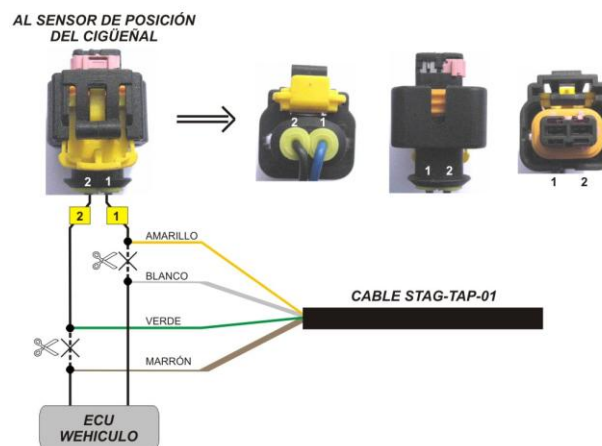 AL SENSOR DE POSICIÓN
DEL CIGÜEÑAL
2 1
1 2
2 1
1 2
2 1
AMARILLO
BLANCO
CABLE STAG-TAP-01
VERDE
MARRÓN
ECU
WEHICULO